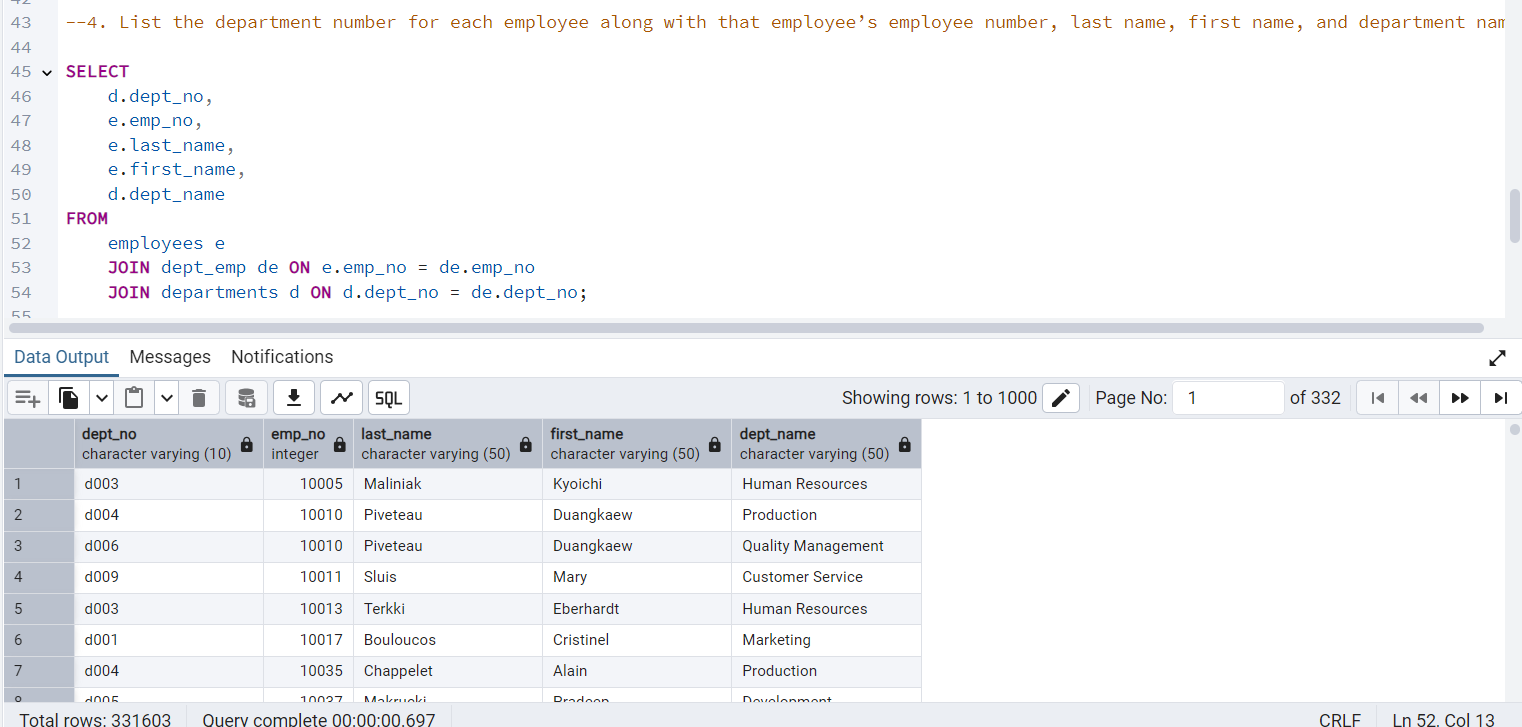 43 --4. List the department number for each employee along with that employee’s employee number, last name, first name, and department nam
44
45 SELECT
46 d.dept_no,
47 e.emp_no,
48 e.last_name,
49 e.first_name,
50 d.dept_name
51 FROM
52 employees e
53 JOIN dept_emp de ON e.emp_no = de.emp_no
54 JOIN departments d ON d.dept_no = de.dept_no;
55
Data Output Messages Notifications
SQL Showing rows: 1 to 1000 Page No: 1 of 332
dept_no emp_no last_name first_name dept_name
character varying (10) integer character varying (50) character varying (50) character varying (50)
1 d003 10005 Maliniak Kyoichi Human Resources
2 d004 10010 Piveteau Duangkaew Production
3 d006 10010 Piveteau Duangkaew Quality Management
4 d009 10011 Sluis Mary Customer Service
5 d003 10013 Terkki Eberhardt Human Resources
6 d001 10017 Bouloucos Cristinel Marketing
7 d004 10035 Chappelet Alain Production
8 d005 10037 Makrucki Pradeep Development
Total rows: 331603 Query complete 00:00:00.697 CRLF Ln 52, Col 13